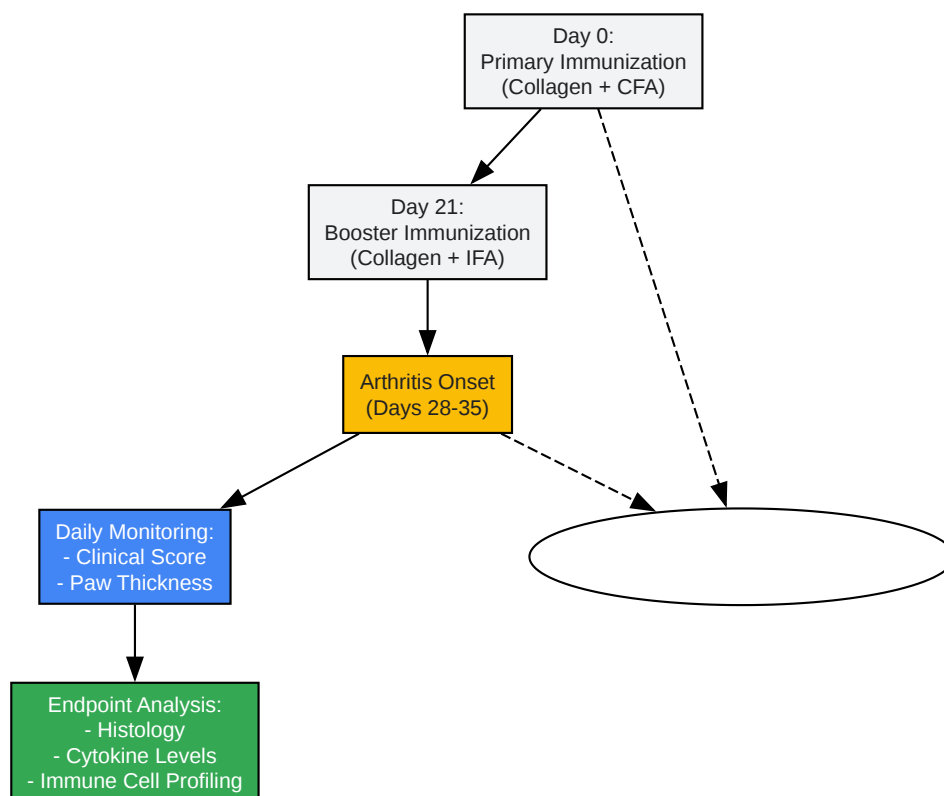 Day 0:
Primary Immunization
(Collagen + CFA)
Day 21:
Booster Immunization
(Collagen + IFA)
Arthritis Onset
(Days 28-35)
Daily Monitoring:
- Clinical Score
- Paw Thickness
Endpoint Analysis:
- Histology
- Cytokine Levels
- Immune Cell Profiling